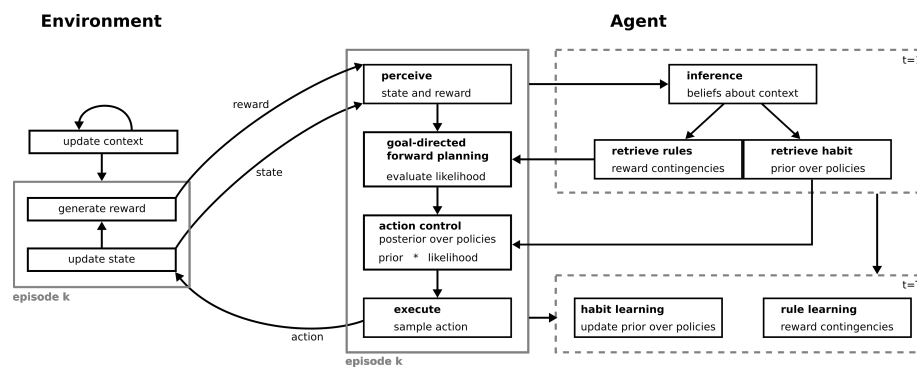 Environment
Agent
update context
generate reward
update state
episode k
reward
state
action
perceive
state and reward
goal-directed
forward planning
evaluate likelihood
action control
posterior over policies
prior * likelihood
execute
sample action
episode k
inference
beliefs about context
retrieve rules
reward contingencies
retrieve habit
prior over policies
habit learning
update prior over policies
rule learning
reward contingencies